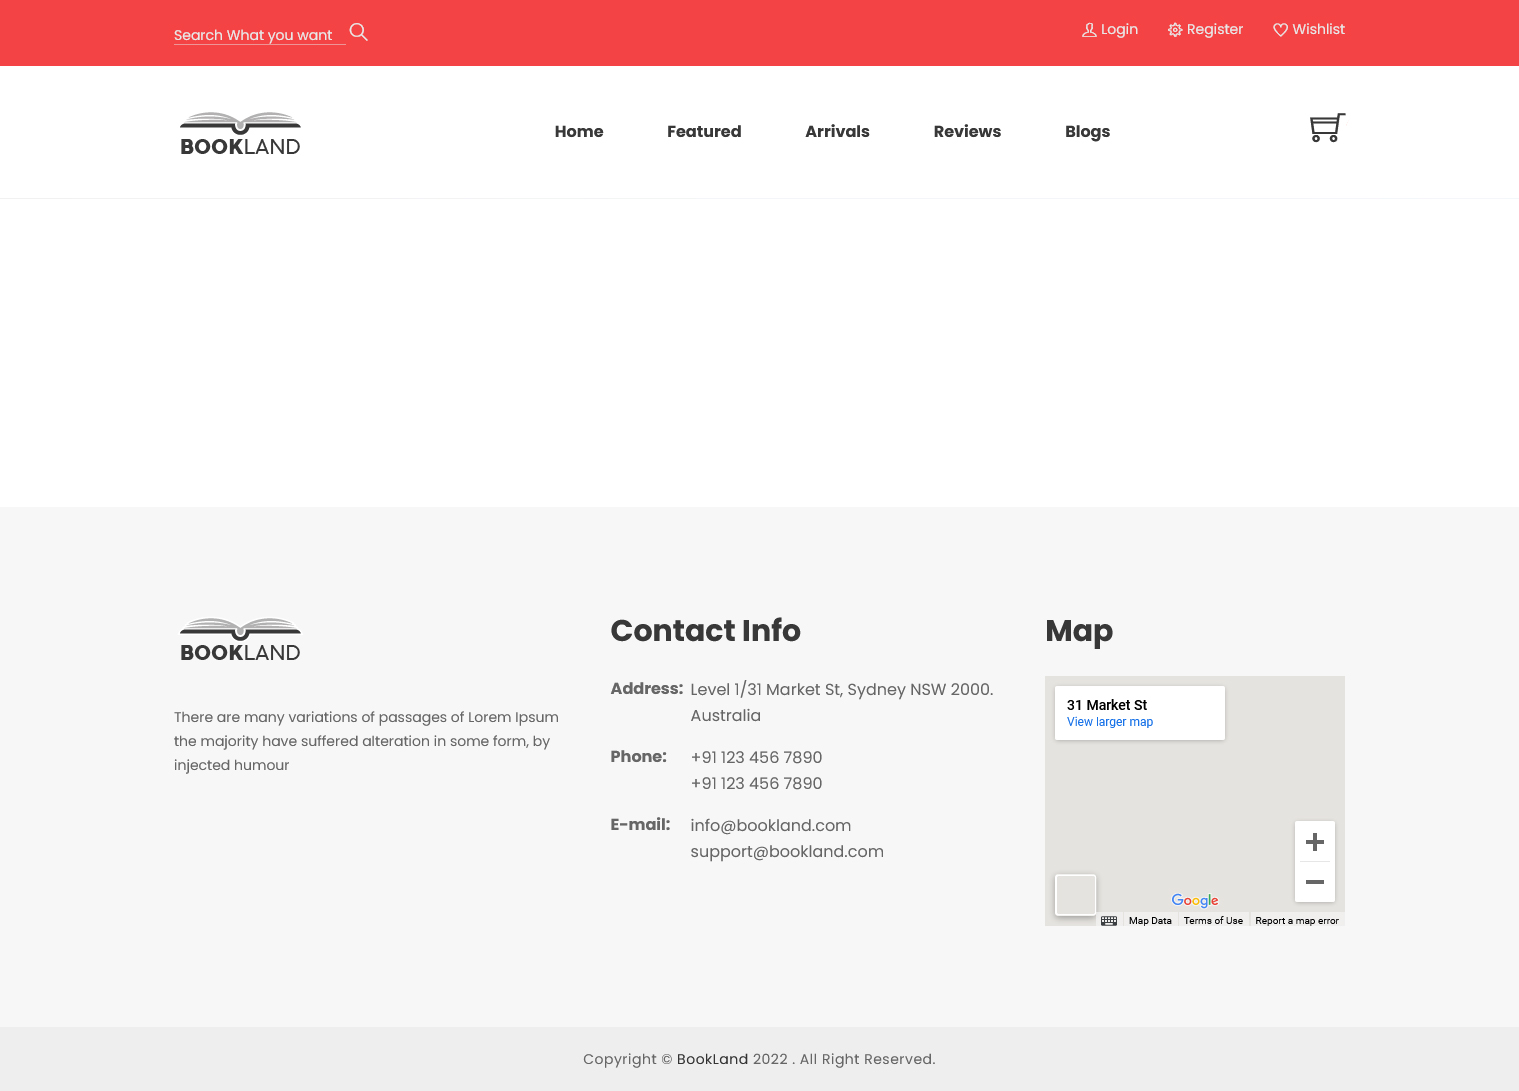 Search What you want
Login
Register
Wishlist
BOOKLAND
Home
Featured
Arrivals
Reviews
Blogs
BOOKLAND
There are many variations of passages of Lorem Ipsum
the majority have suffered alteration in some form, by
injected humour
Contact Info
Address: Level 1/31 Market St, Sydney NSW 2000.
Australia
Phone: +91 123 456 7890
+91 123 456 7890
E-mail: info@bookland.com
support@bookland.com
Map
31 Market St
View larger map
Google
Map Data
Terms of Use
Report a map error
Copyright © BookLand 2022 . All Right Reserved.